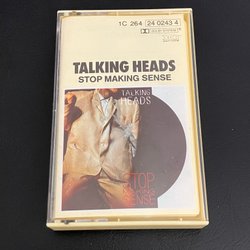 1C 264 24 0243 4
TALKING HEADS
STOP MAKING SENSE
TALKING
HEADS
STOP
MAKING
SENSE